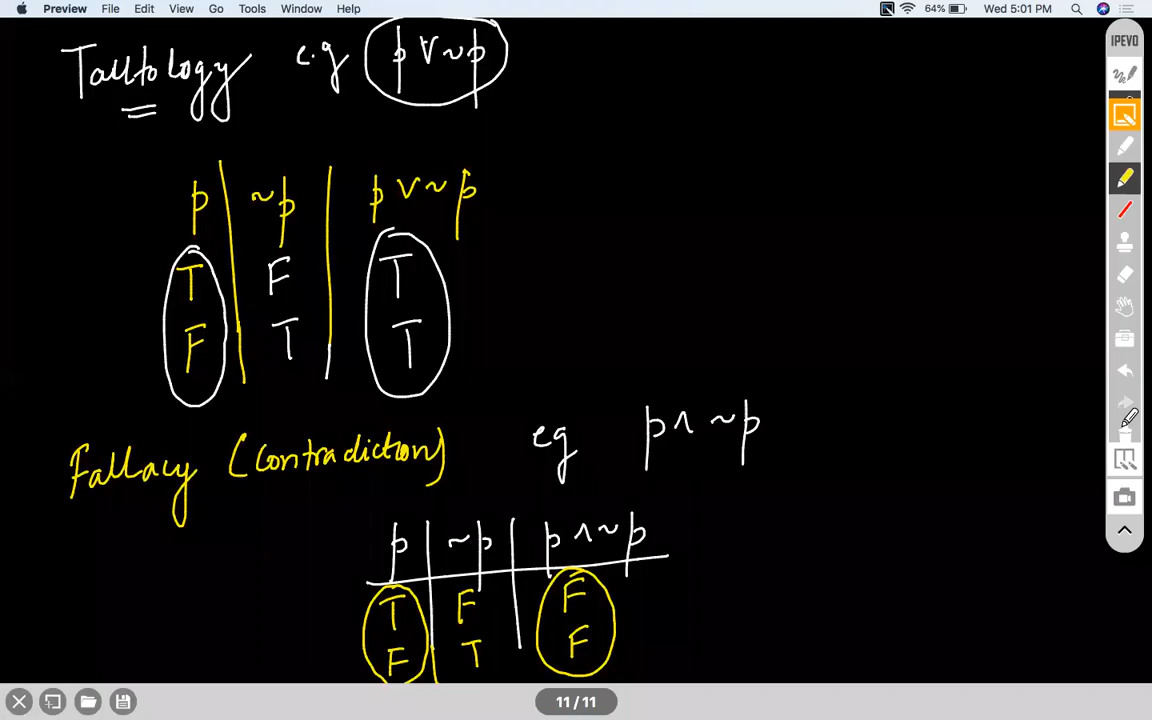 Preview File Edit View Go Tools Window Help 64% Wed 5:01 PM
IPEVO
Tautology e.g p ∨ ~p
p ~p p ∨ ~p
T F T
F T T
Fallacy (contradiction) eg p ∧ ~p
p ~p p ∧ ~p
T F F
F T F
11/11